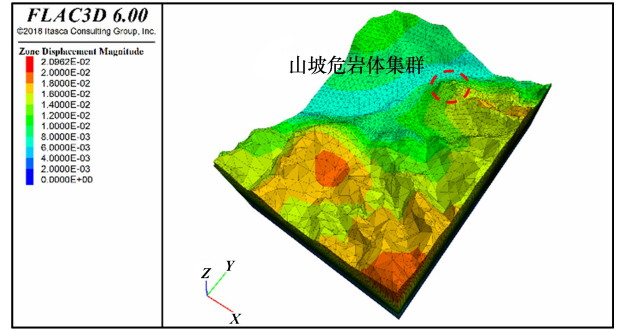 FLAC3D 6.00
©2018 Itasca Consulting Group, Inc.
Zone Displacement Magnitude
2.0962E-02
2.0000E-02
1.8000E-02
1.6000E-02
1.4000E-02
1.2000E-02
1.0000E-02
8.0000E-03
6.0000E-03
4.0000E-03
2.0000E-03
0.0000E+00
山坡危岩体集群
Z
Y
X